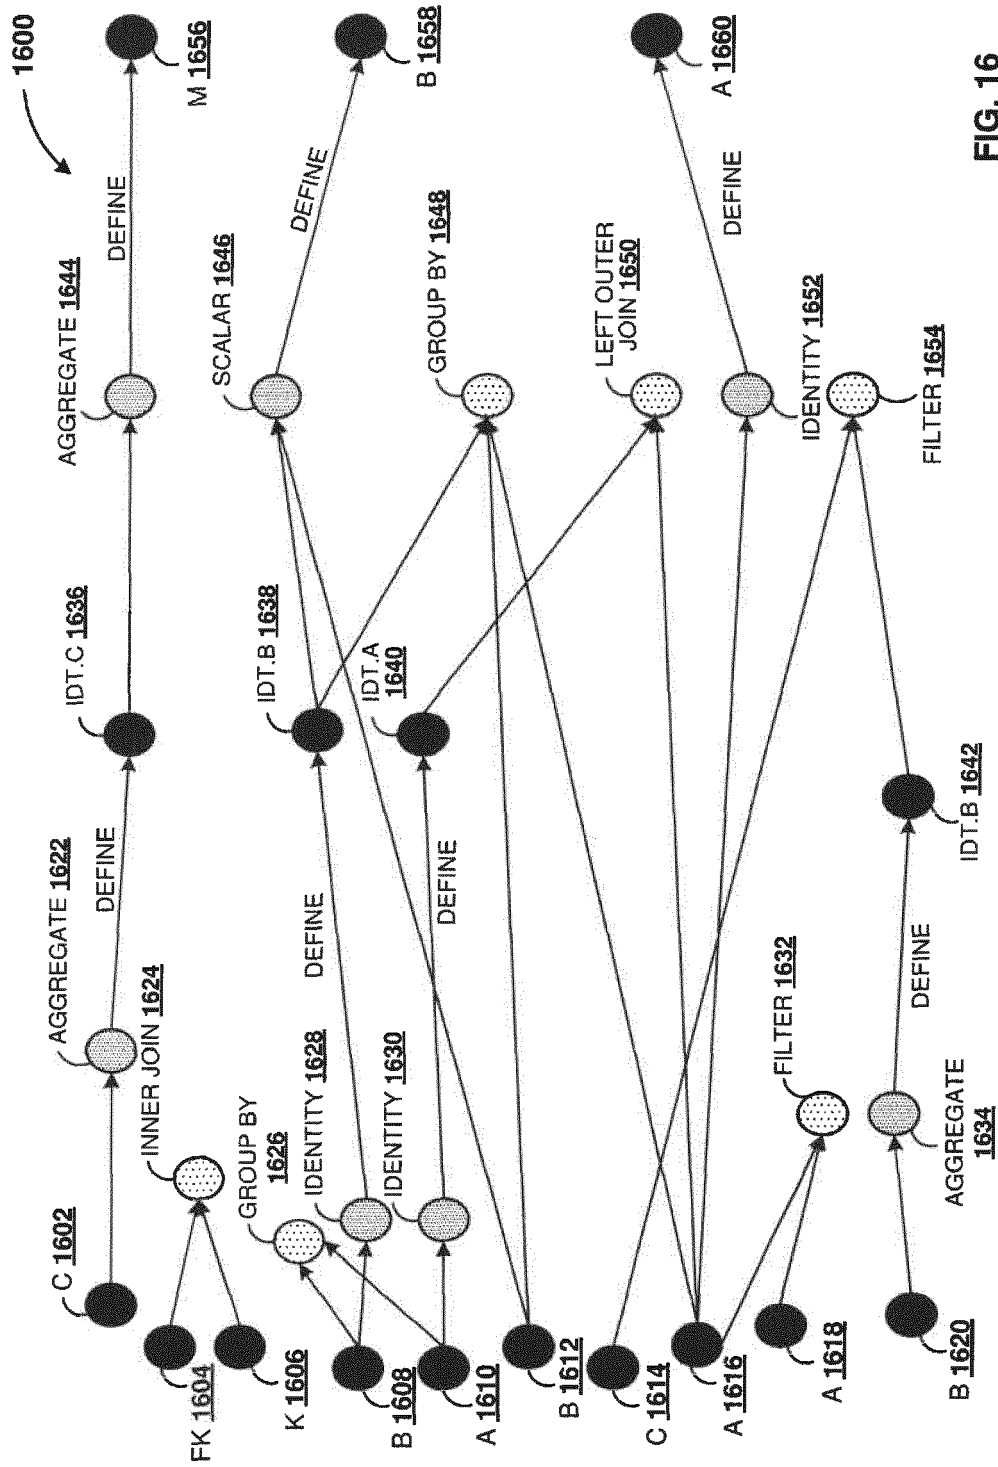 1600
C 1602
FK 1604
K 1606
B 1608
A 1610
B 1612
C 1614
A 1616
A 1618
B 1620
AGGREGATE 1622
INNER JOIN 1624
GROUP BY
1626
IDENTITY 1628
IDENTITY 1630
FILTER 1632
AGGREGATE
1634
DEFINE
DEFINE
DEFINE
DEFINE
IDT.C 1636
IDT.B 1638
IDT.A
1640
IDT.B 1642
AGGREGATE 1644
SCALAR 1646
GROUP BY 1648
LEFT OUTER
JOIN 1650
IDENTITY 1652
FILTER 1654
DEFINE
DEFINE
DEFINE
M 1656
B 1658
A 1660
FIG. 16